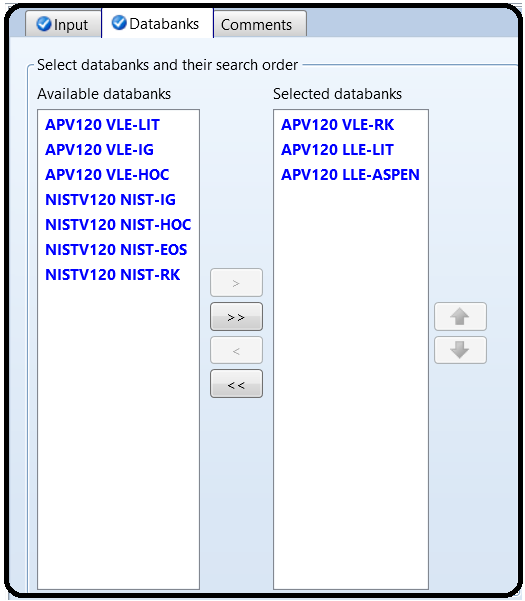 Input
Databanks
Comments
Select databanks and their search order
Available databanks
APV120 VLE-LIT
APV120 VLE-IG
APV120 VLE-HOC
NISTV120 NIST-IG
NISTV120 NIST-HOC
NISTV120 NIST-EOS
NISTV120 NIST-RK
>
>>
<
<<
Selected databanks
APV120 VLE-RK
APV120 LLE-LIT
APV120 LLE-ASPEN